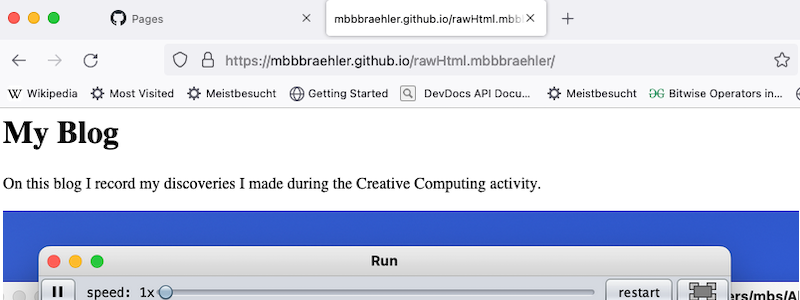 Pages
mbbbraehler.github.io/rawHtml.mbb
https://mbbbraehler.github.io/rawHtml.mbbbraehler/
Wikipedia Most Visited Meistbesucht Getting Started DevDocs API Docu... Meistbesucht Bitwise Operators in...
My Blog
On this blog I record my discoveries I made during the Creative Computing activity.
Run
speed: 1x restart
ers/mbs/Al